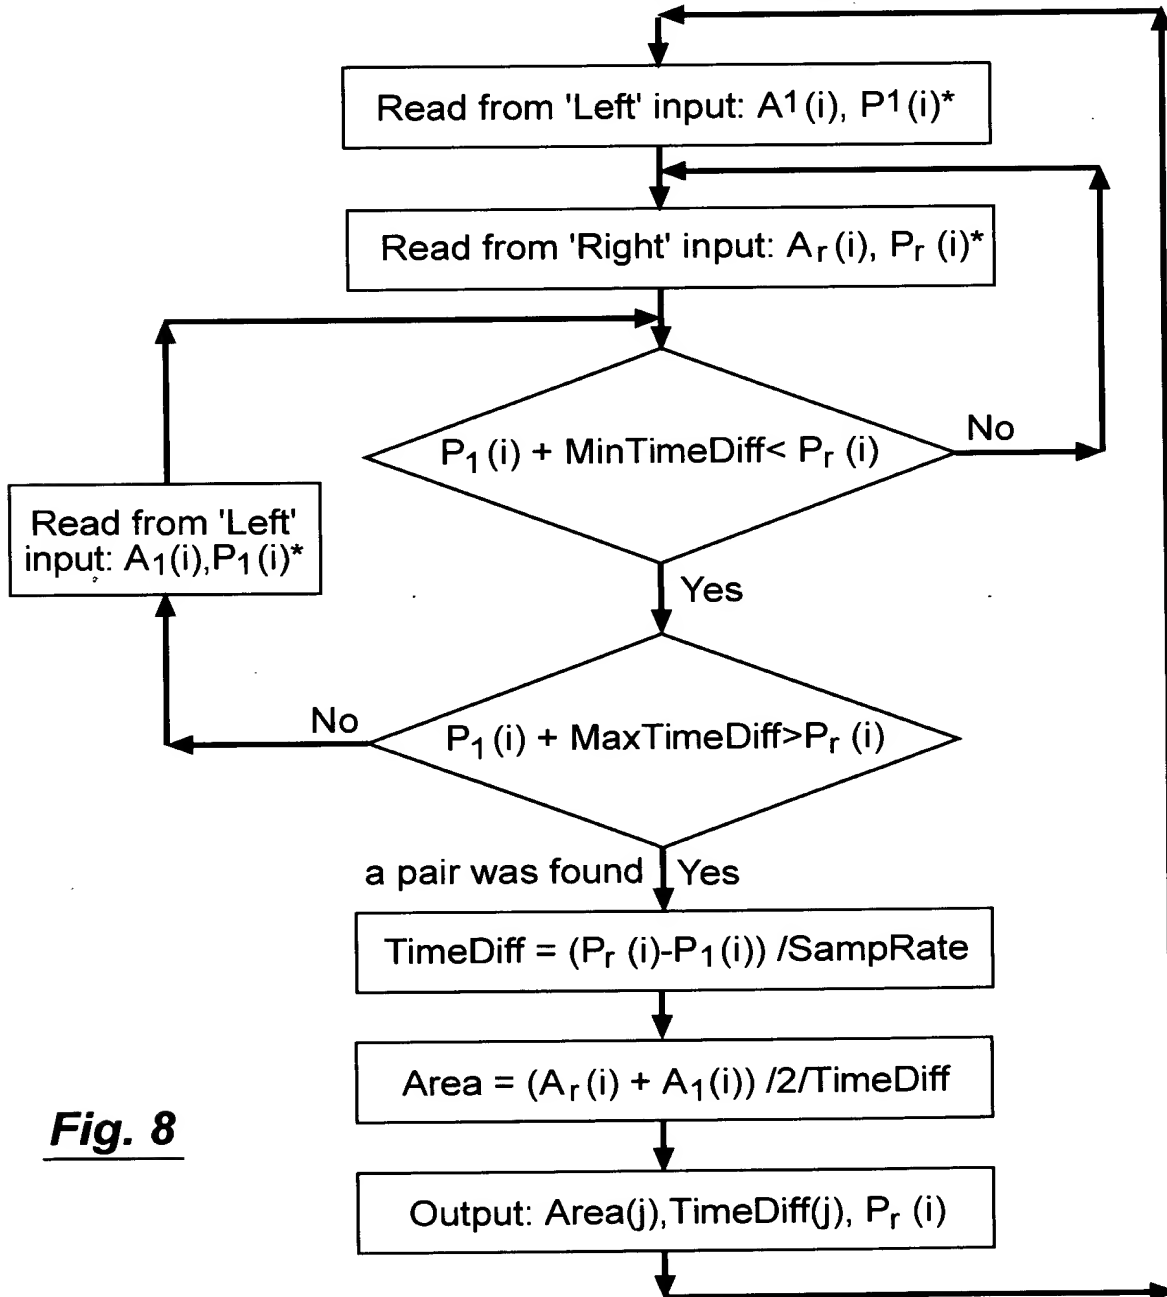 Read from 'Left' input: A1(i), P1(i)*
Read from 'Right' input: Ar(i), Pr (i)*
P1(i) + MinTimeDiff< Pr (i)
No
Read from 'Left'
input: A1(i),P1(i)*
Yes
P1(i) + MaxTimeDiff>Pr (i)
No
a pair was found Yes
TimeDiff = (Pr (i)-P1(i)) /SampRate
Area = (Ar(i) + A1(i)) /2/TimeDiff
Output: Area(j),TimeDiff(j), Pr (i)
Fig. 8